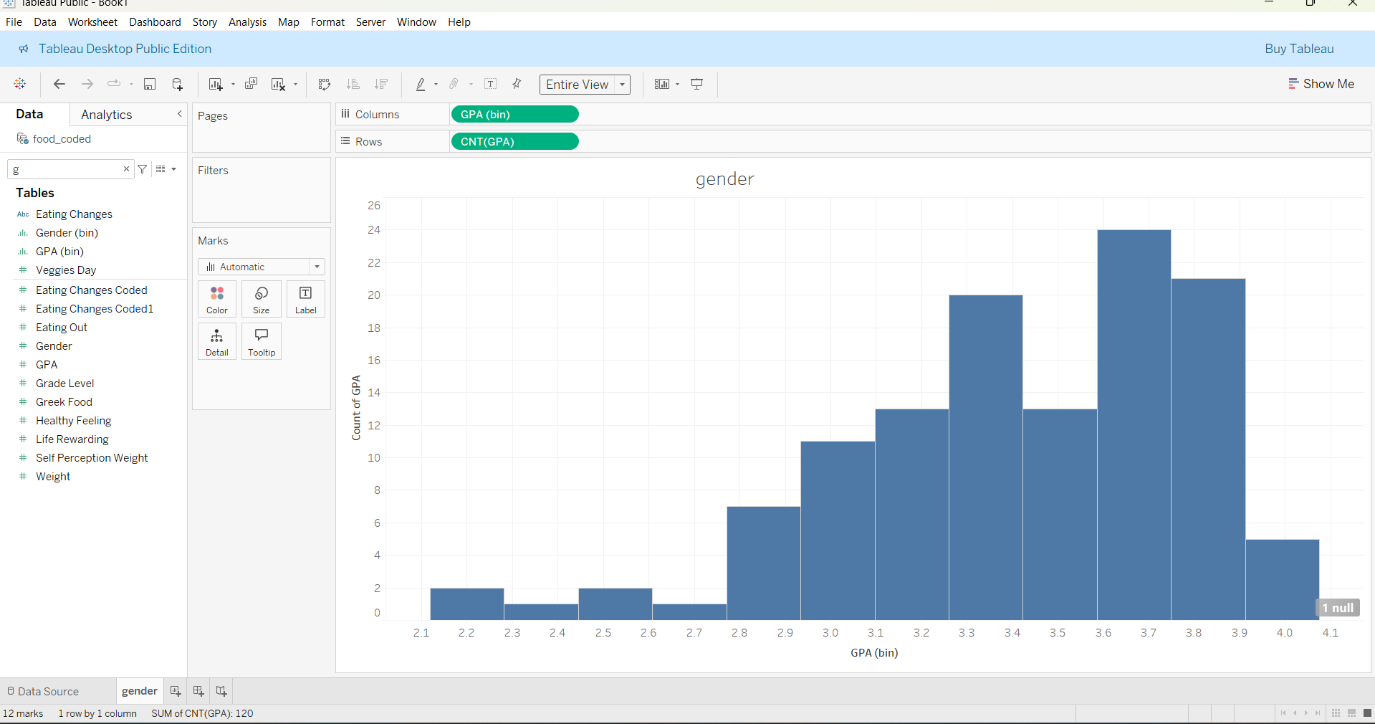 Tableau Public - Book1
File Data Worksheet Dashboard Story Analysis Map Format Server Window Help
Tableau Desktop Public Edition
Buy Tableau
Entire View
Show Me
Data
Analytics
food_coded
g
Tables
Abc Eating Changes
Gender (bin)
GPA (bin)
# Veggies Day
# Eating Changes Coded
# Eating Changes Coded1
# Eating Out
# Gender
# GPA
# Grade Level
# Greek Food
# Healthy Feeling
# Life Rewarding
# Self Perception Weight
# Weight
Pages
Filters
Marks
Automatic
Color Size Label
Detail Tooltip
Columns GPA (bin)
Rows CNT(GPA)
gender
26
24
22
20
18
16
14
12
10
8
6
4
2
0
Count of GPA
1 null
2.1 2.2 2.3 2.4 2.5 2.6 2.7 2.8 2.9 3.0 3.1 3.2 3.3 3.4 3.5 3.6 3.7 3.8 3.9 4.0 4.1
GPA (bin)
Data Source gender
12 marks 1 row by 1 column SUM of CNT(GPA): 120